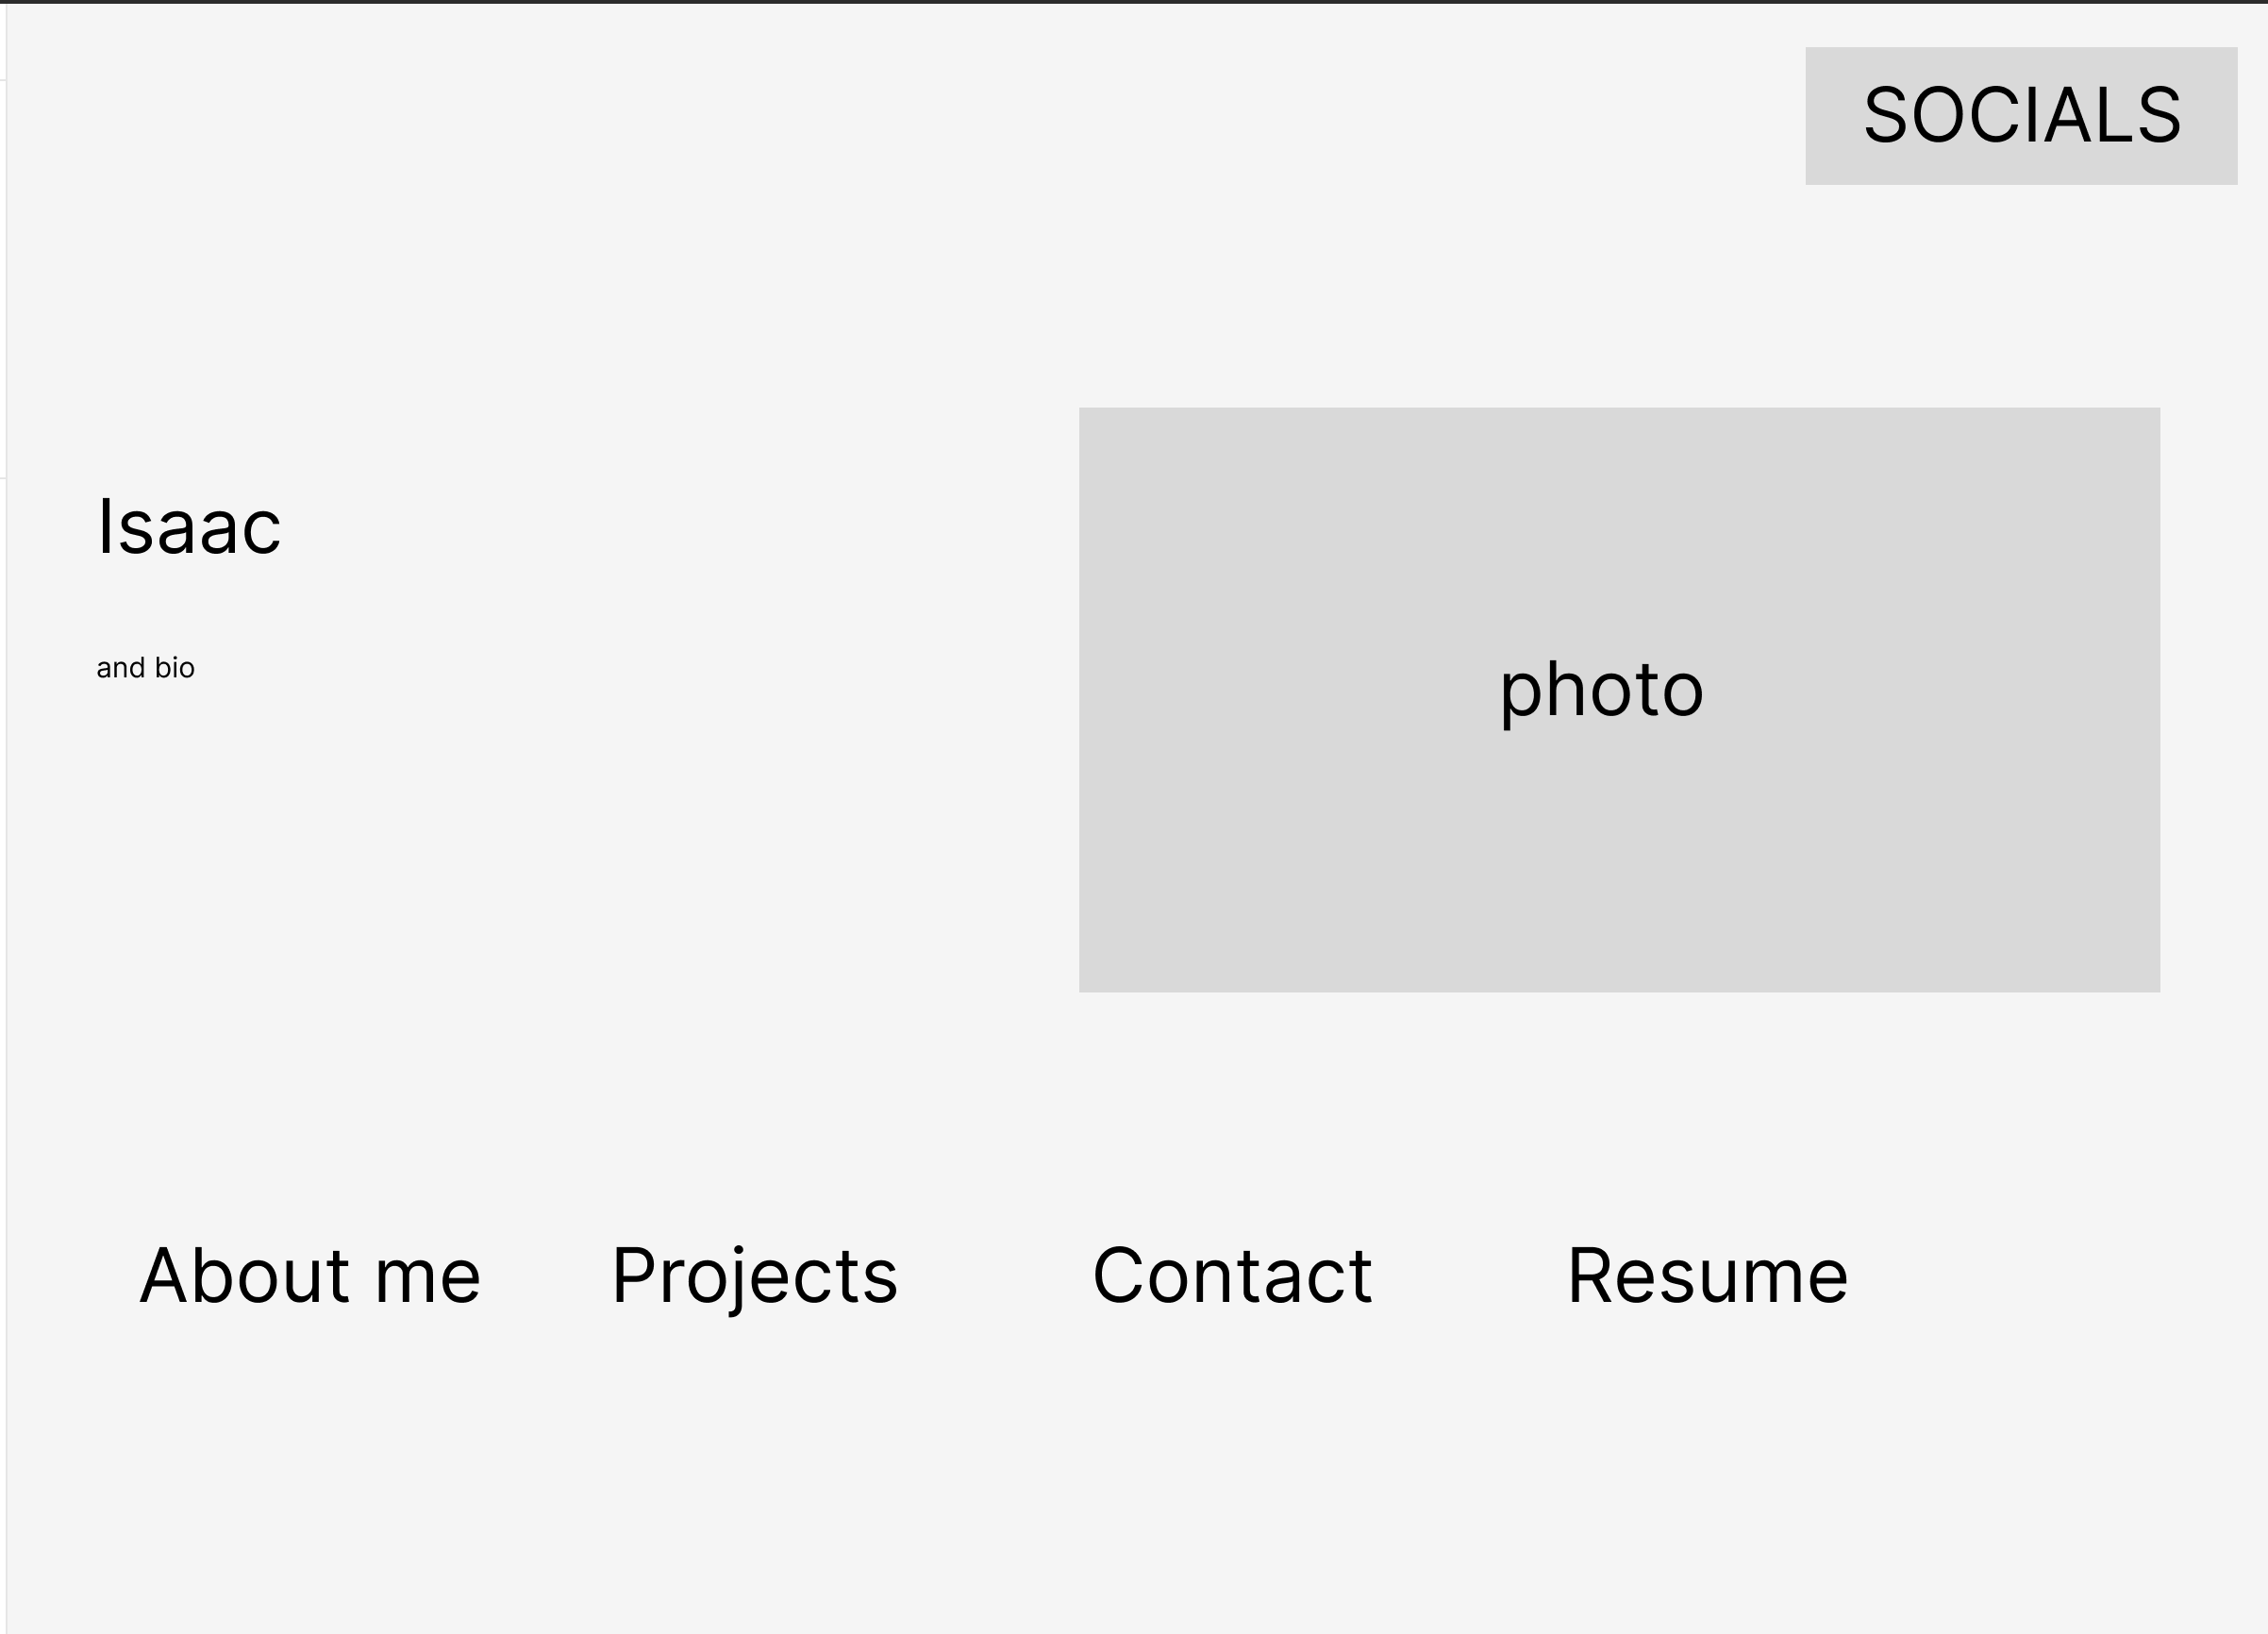 SOCIALS
Isaac
and bio
photo
About me
Projects
Contact
Resume